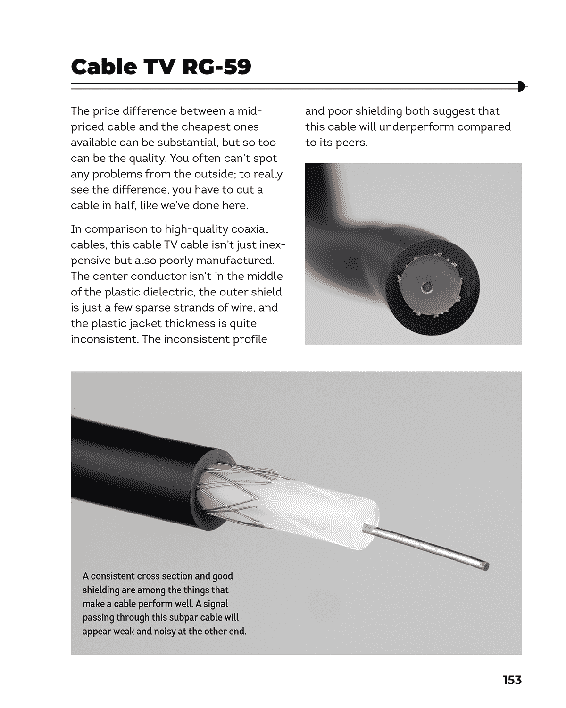 Cable TV RG-59
The price difference between a mid-
priced cable and the cheapest ones
available can be substantial, but so too
can be the quality. You often can't spot
any problems from the outside; to really
see the difference, you have to cut a
cable in half, like we've done here.
In comparison to high-quality coaxial
cables, this cable TV cable isn't just inex-
pensive but also poorly manufactured.
The center conductor isn't in the middle
of the plastic dielectric, the outer shield
is just a few sparse strands of wire, and
the plastic jacket thickness is quite
inconsistent. The inconsistent profile
and poor shielding both suggest that
this cable will underperform compared
to its peers.
A consistent cross section and good
shielding are among the things that
make a cable perform well. A signal
passing through this subpar cable will
appear weak and noisy at the other end.
153